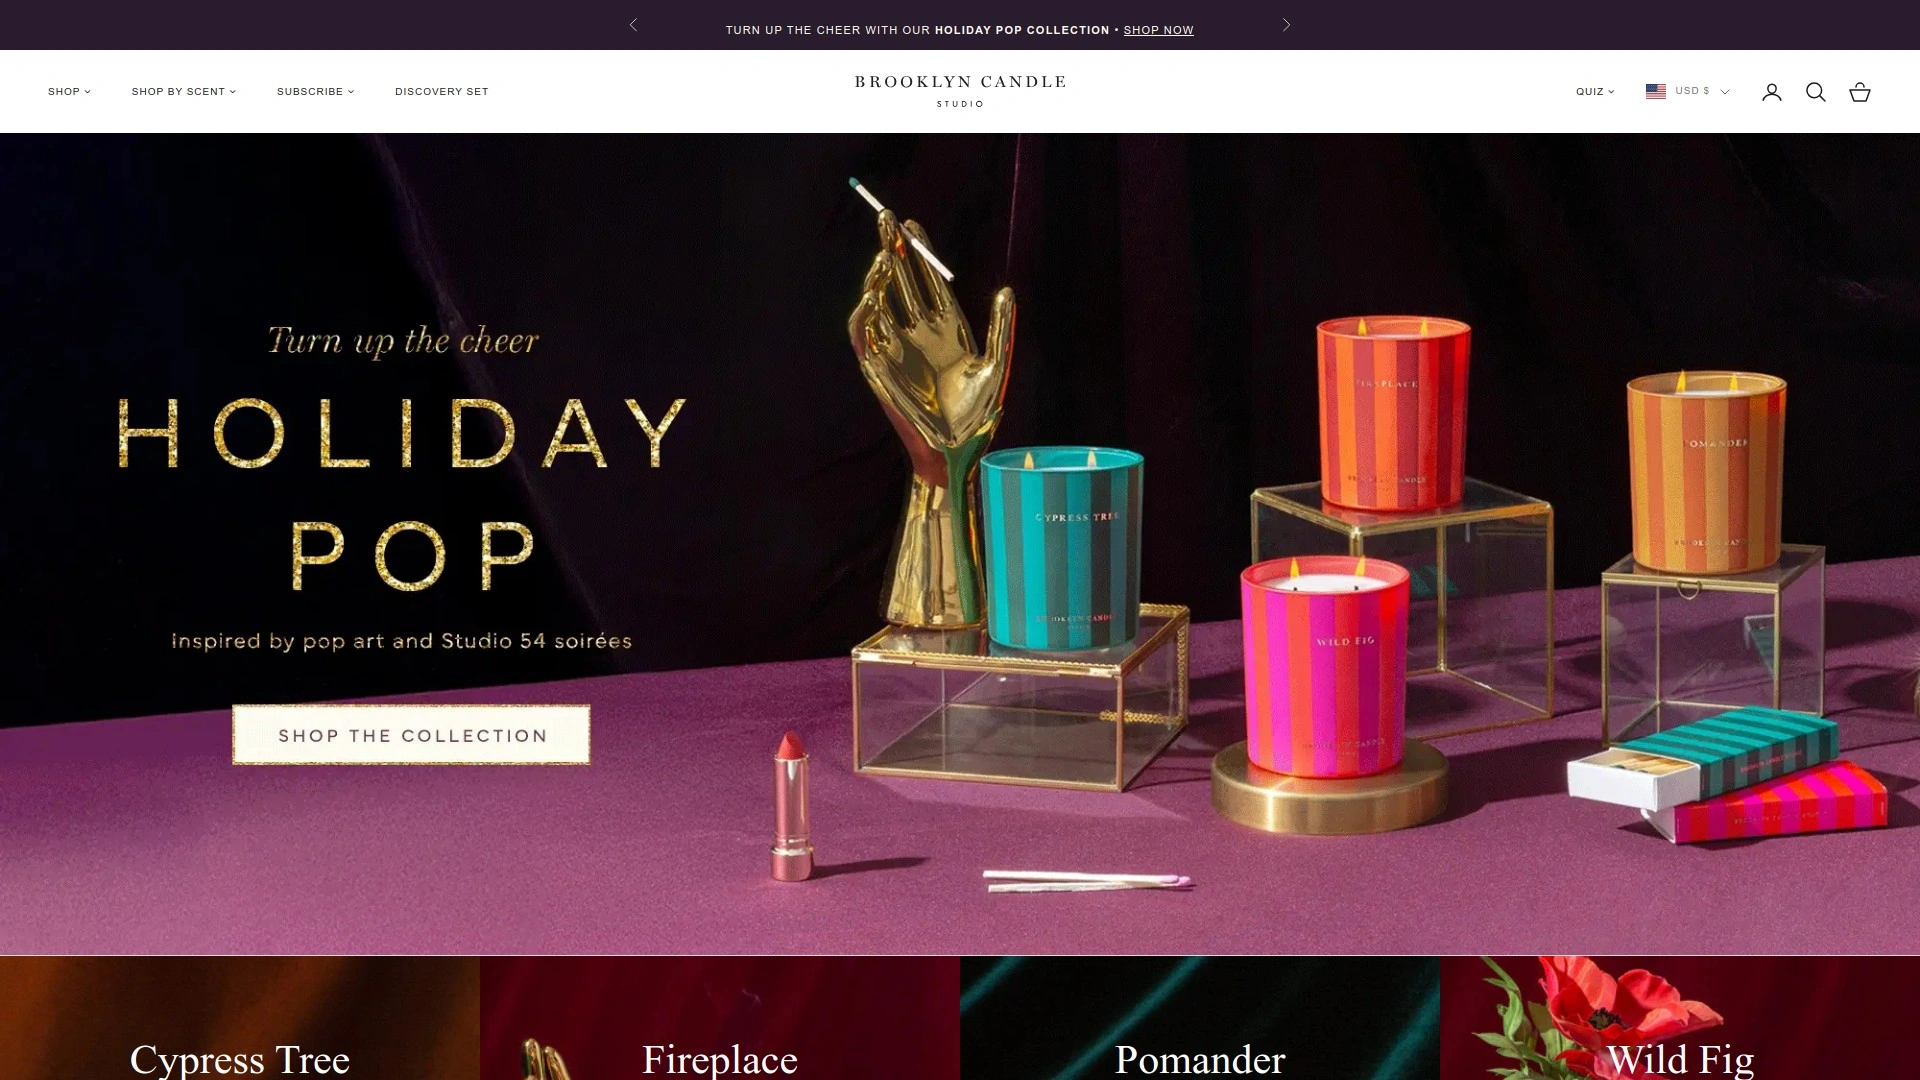 TURN UP THE CHEER WITH OUR HOLIDAY POP COLLECTION • SHOP NOW
SHOP
SHOP BY SCENT
SUBSCRIBE
DISCOVERY SET
BROOKLYN CANDLE
STUDIO
QUIZ
USD $
Turn up the cheer
HOLIDAY
POP
Inspired by pop art and Studio 54 soirées
SHOP THE COLLECTION
CYPRESS TREE
BROOKLYN CANDLE
FIREPLACE
POMANDER
WILD FIG
Cypress Tree
Fireplace
Pomander
Wild Fig